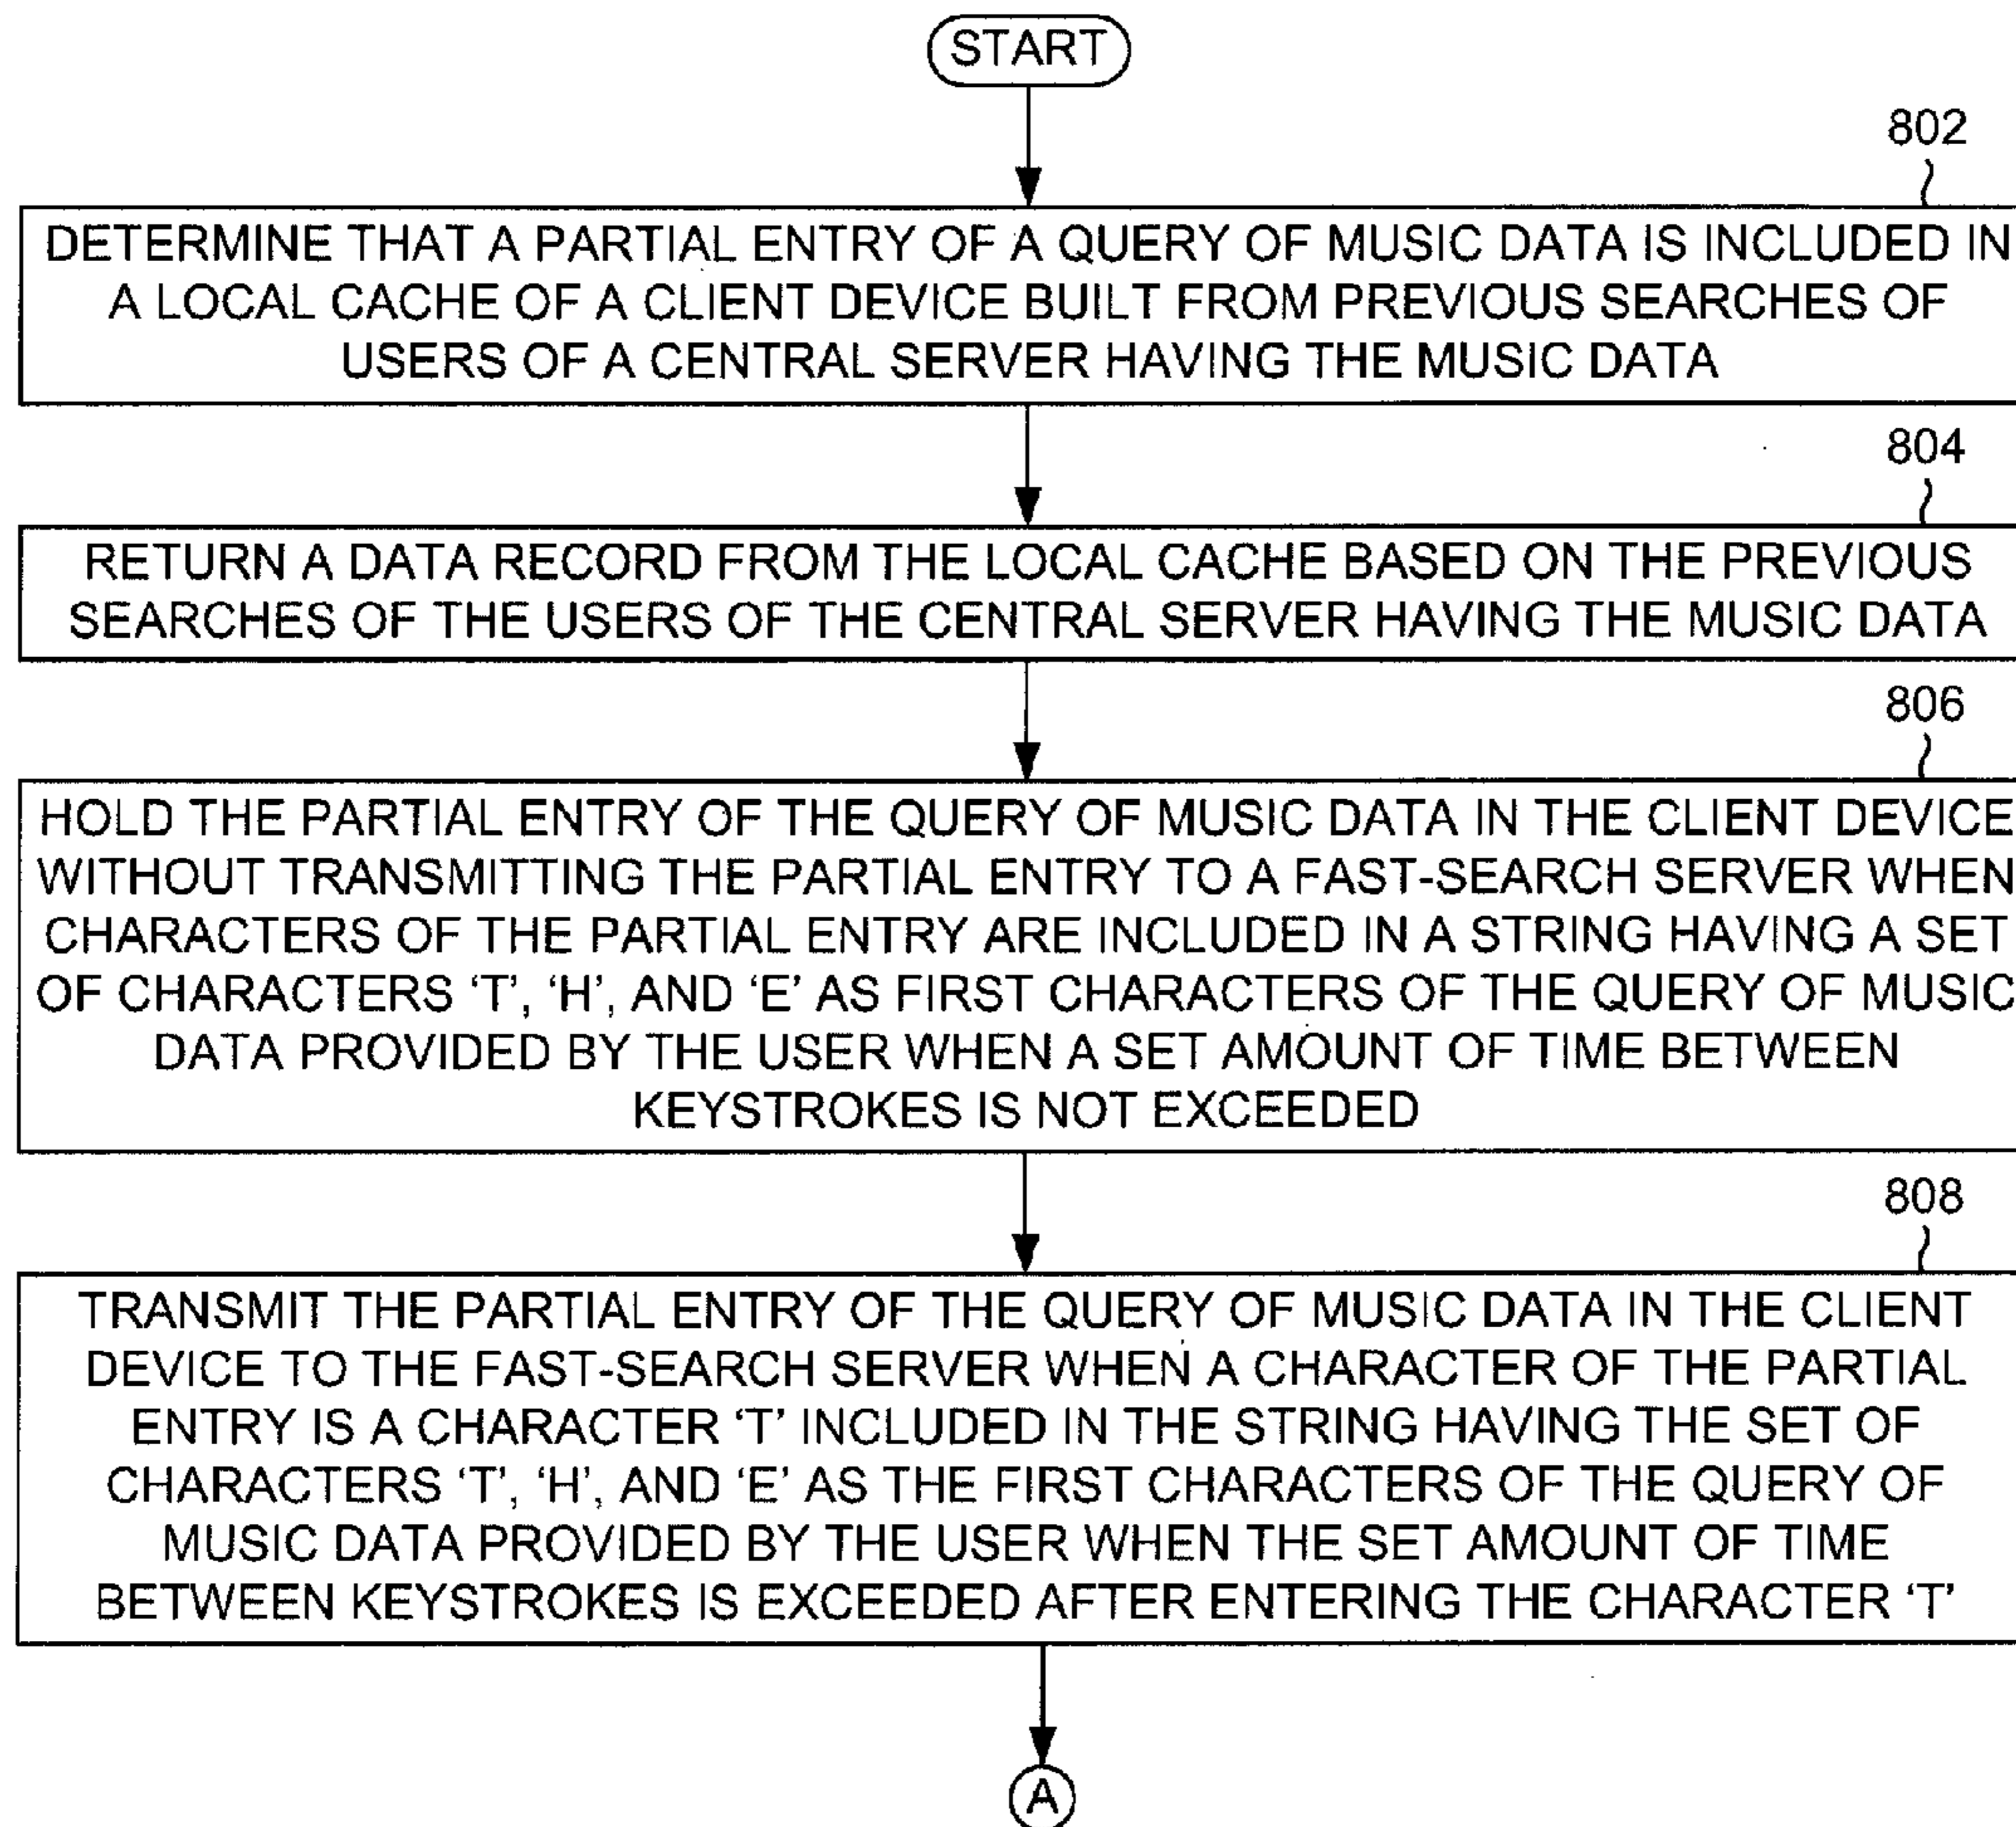 START
802
DETERMINE THAT A PARTIAL ENTRY OF A QUERY OF MUSIC DATA IS INCLUDED IN
A LOCAL CACHE OF A CLIENT DEVICE BUILT FROM PREVIOUS SEARCHES OF
USERS OF A CENTRAL SERVER HAVING THE MUSIC DATA
804
RETURN A DATA RECORD FROM THE LOCAL CACHE BASED ON THE PREVIOUS
SEARCHES OF THE USERS OF THE CENTRAL SERVER HAVING THE MUSIC DATA
806
HOLD THE PARTIAL ENTRY OF THE QUERY OF MUSIC DATA IN THE CLIENT DEVICE
WITHOUT TRANSMITTING THE PARTIAL ENTRY TO A FAST-SEARCH SERVER WHEN
CHARACTERS OF THE PARTIAL ENTRY ARE INCLUDED IN A STRING HAVING A SET
OF CHARACTERS ‘T’, ‘H’, AND ‘E’ AS FIRST CHARACTERS OF THE QUERY OF MUSIC
DATA PROVIDED BY THE USER WHEN A SET AMOUNT OF TIME BETWEEN
KEYSTROKES IS NOT EXCEEDED
808
TRANSMIT THE PARTIAL ENTRY OF THE QUERY OF MUSIC DATA IN THE CLIENT
DEVICE TO THE FAST-SEARCH SERVER WHEN A CHARACTER OF THE PARTIAL
ENTRY IS A CHARACTER ‘T’ INCLUDED IN THE STRING HAVING THE SET OF
CHARACTERS ‘T’, ‘H’, AND ‘E’ AS THE FIRST CHARACTERS OF THE QUERY OF
MUSIC DATA PROVIDED BY THE USER WHEN THE SET AMOUNT OF TIME
BETWEEN KEYSTROKES IS EXCEEDED AFTER ENTERING THE CHARACTER ‘T’
A